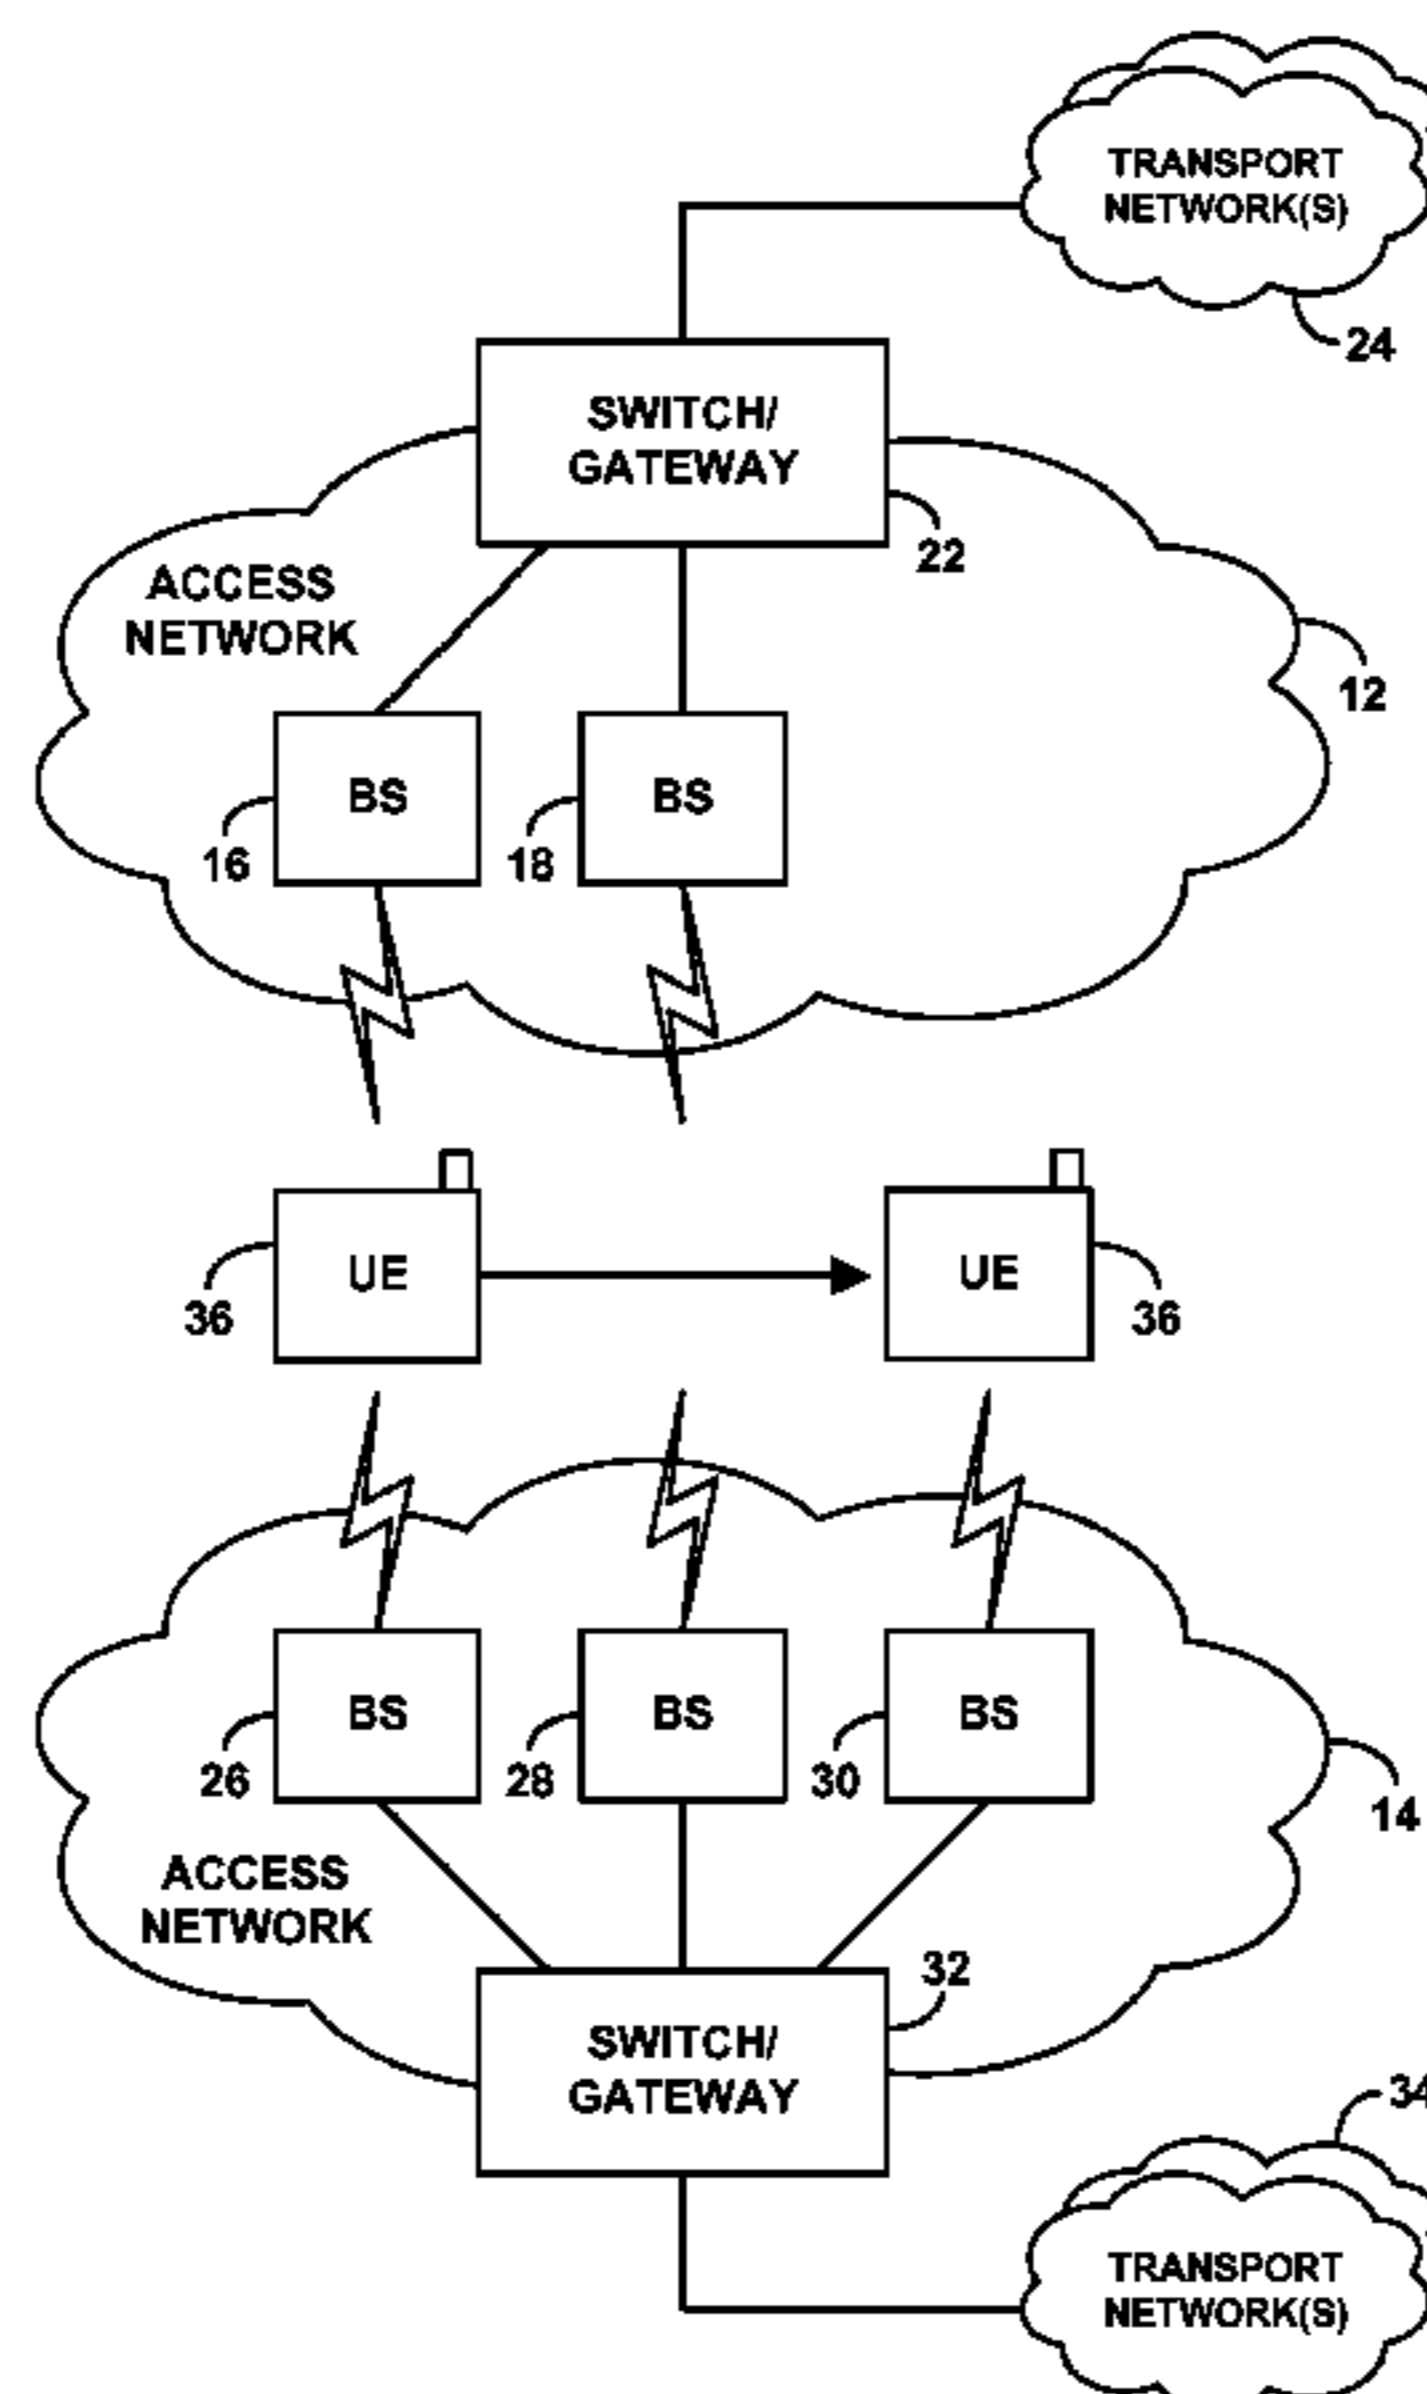 TRANSPORT
NETWORK(S)
24
SWITCH/
GATEWAY
22
ACCESS
NETWORK
12
BS
BS
16
18
UE
UE
36
36
BS
BS
BS
26
28
30
14
ACCESS
NETWORK
32
SWITCH/
GATEWAY
34
TRANSPORT
NETWORK(S)